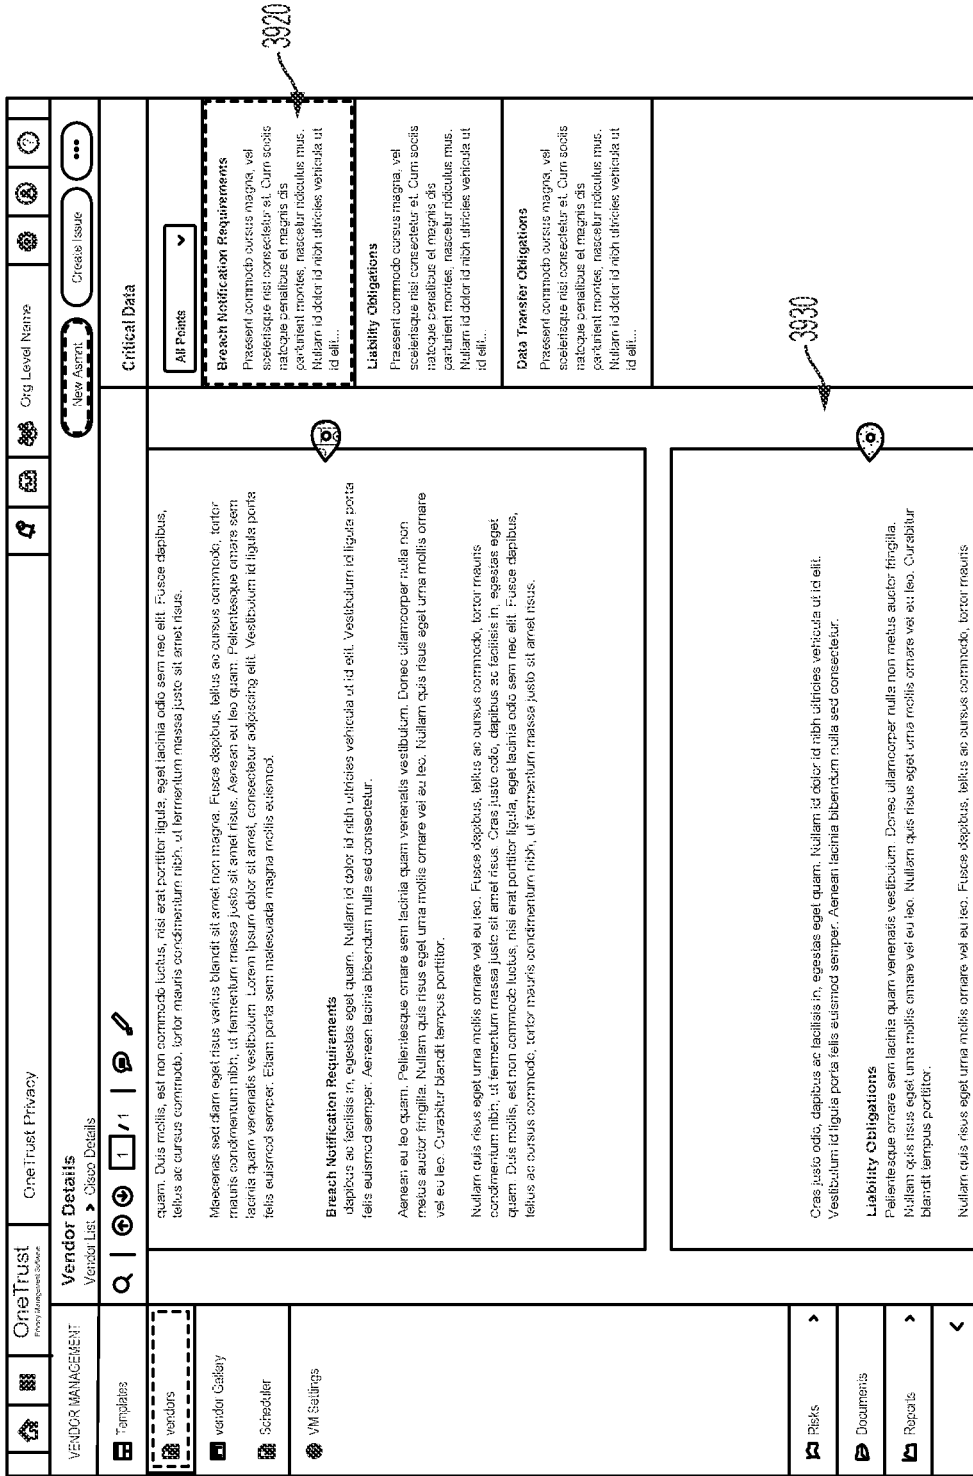 OneTrust
Privacy Management Software
OneTrust Privacy
Org Level Name
VENDOR MANAGEMENT
Vendor Details
Vendor List > Cisco Details
New Asmnt
Create Issue
Templates
vendors
vendor Gallery
Scheduler
VM Settings
Risks
Documents
Reports
1 / 1
quam. Duis mollis, est non commodo luctus, nisi erat porttitor ligula, eget lacinia odio sem nec elit. Fusce dapibus,
tellus ac cursus commodo, tortor mauris condimentum nibh, ut fermentum massa justo sit amet risus.
Maecenas sed diam eget risus varius blandit sit amet non magna. Fusce dapibus, tellus ac cursus commodo, tortor
mauris condimentum nibh, ut fermentum massa justo sit amet risus. Aenean eu leo quam. Pellentesque ornare sem
lacinia quam venenatis vestibulum. Lorem ipsum dolor sit amet, consectetur adipiscing elit. Vestibulum id ligula porta
felis euismod semper. Etiam porta sem malesuada magna mollis euismod.
Breach Notification Requirements
dapibus ac facilisis in, egestas eget quam. Nullam id dolor id nibh ultricies vehicula ut id elit. Vestibulum id ligula porta
felis euismod semper. Aenean lacinia bibendum nulla sed consectetur.
Aenean eu leo quam. Pellentesque ornare sem lacinia quam venenatis vestibulum. Donec ullamcorper nulla non
metus auctor fringilla. Nullam quis risus eget urna mollis ornare vel eu leo. Nullam quis risus eget urna mollis ornare
vel eu leo. Curabitur blandit tempus porttitor.
Nullam quis risus eget urna mollis ornare vel eu leo. Fusce dapibus, tellus ac cursus commodo, tortor mauris
condimentum nibh, ut fermentum massa justo sit amet risus. Cras justo odio, dapibus ac facilisis in, egestas eget
quam. Duis mollis, est non commodo luctus, nisi erat porttitor ligula, eget lacinia odio sem nec elit. Fusce dapibus,
tellus ac cursus commodo, tortor mauris condimentum nibh, ut fermentum massa justo sit amet risus.
Cras justo odio, dapibus ac facilisis in, egestas eget quam. Nullam id dolor id nibh ultricies vehicula ut id elit.
Vestibulum id ligula porta felis euismod semper. Aenean lacinia bibendum nulla sed consectetur.
Liability Obligations
Pellentesque ornare sem lacinia quam venenatis vestibulum. Donec ullamcorper nulla non metus auctor fringilla.
Nullam quis risus eget urna mollis ornare vel eu leo. Nullam quis risus eget urna mollis ornare vel eu leo. Curabitur
blandit tempus porttitor.
Nullam quis risus eget urna mollis ornare vel eu leo. Fusce dapibus, tellus ac cursus commodo, tortor mauris
Critical Data
All Points
Breach Notification Requirements
Praesent commodo cursus magna, vel
scelerisque nisl consectetur et. Cum sociis
natoque penatibus et magnis dis
parturient montes, nascetur ridiculus mus.
Nullam id dolor id nibh ultricies vehicula ut
id elit...
Liability Obligations
Praesent commodo cursus magna, vel
scelerisque nisl consectetur et. Cum sociis
natoque penatibus et magnis dis
parturient montes, nascetur ridiculus mus.
Nullam id dolor id nibh ultricies vehicula ut
id elit...
Data Transfer Obligations
Praesent commodo cursus magna, vel
scelerisque nisl consectetur et. Cum sociis
natoque penatibus et magnis dis
parturient montes, nascetur ridiculus mus.
Nullam id dolor id nibh ultricies vehicula ut
id elit...
3920
3930